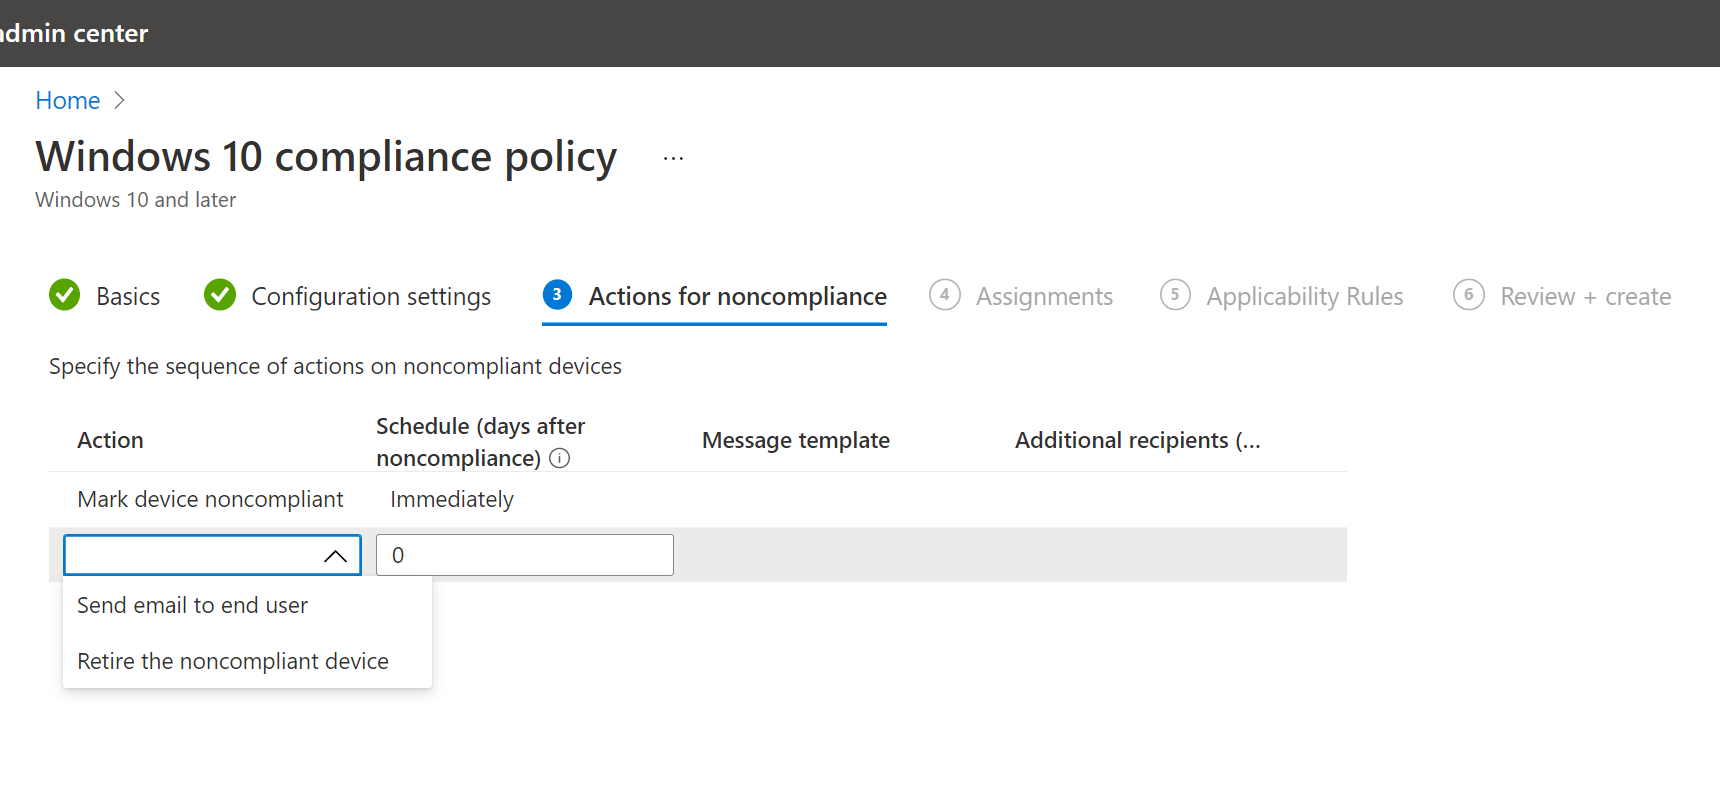 admin center
Home
Windows 10 compliance policy ...
Windows 10 and later
Basics Configuration settings 3 Actions for noncompliance 4 Assignments 5 Applicability Rules 6 Review + create
Specify the sequence of actions on noncompliant devices
Action Schedule (days after noncompliance) Message template Additional recipients (...
Mark device noncompliant Immediately
0
Send email to end user
Retire the noncompliant device